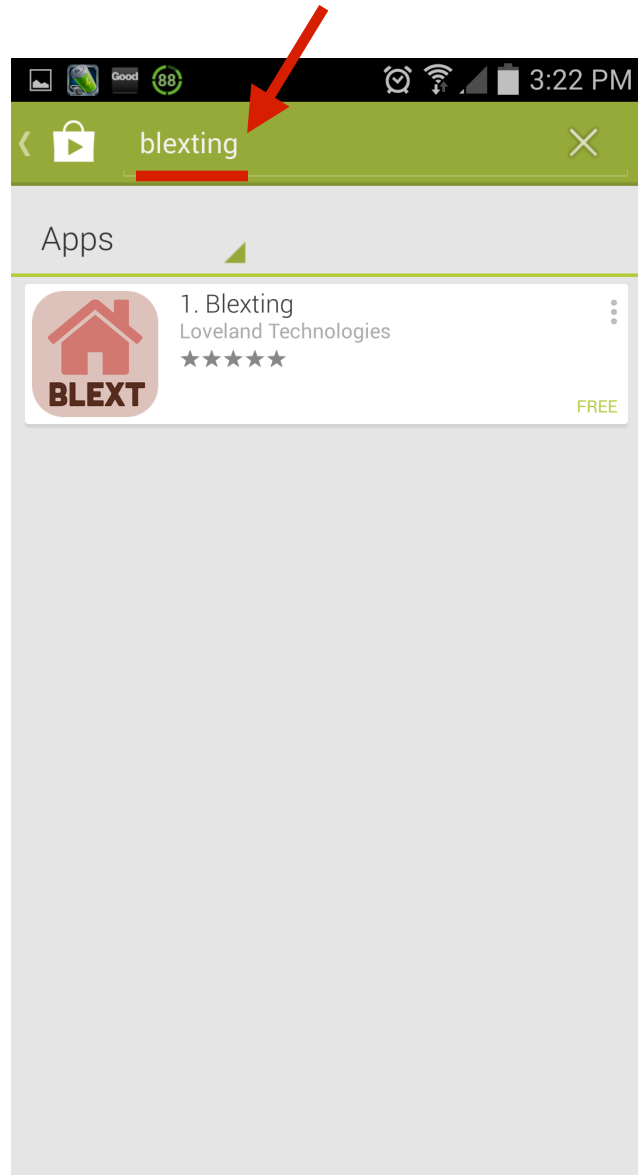 Good 88 3:22 PM
blexting
Apps
1. Blexting
Loveland Technologies
BLEXT
FREE